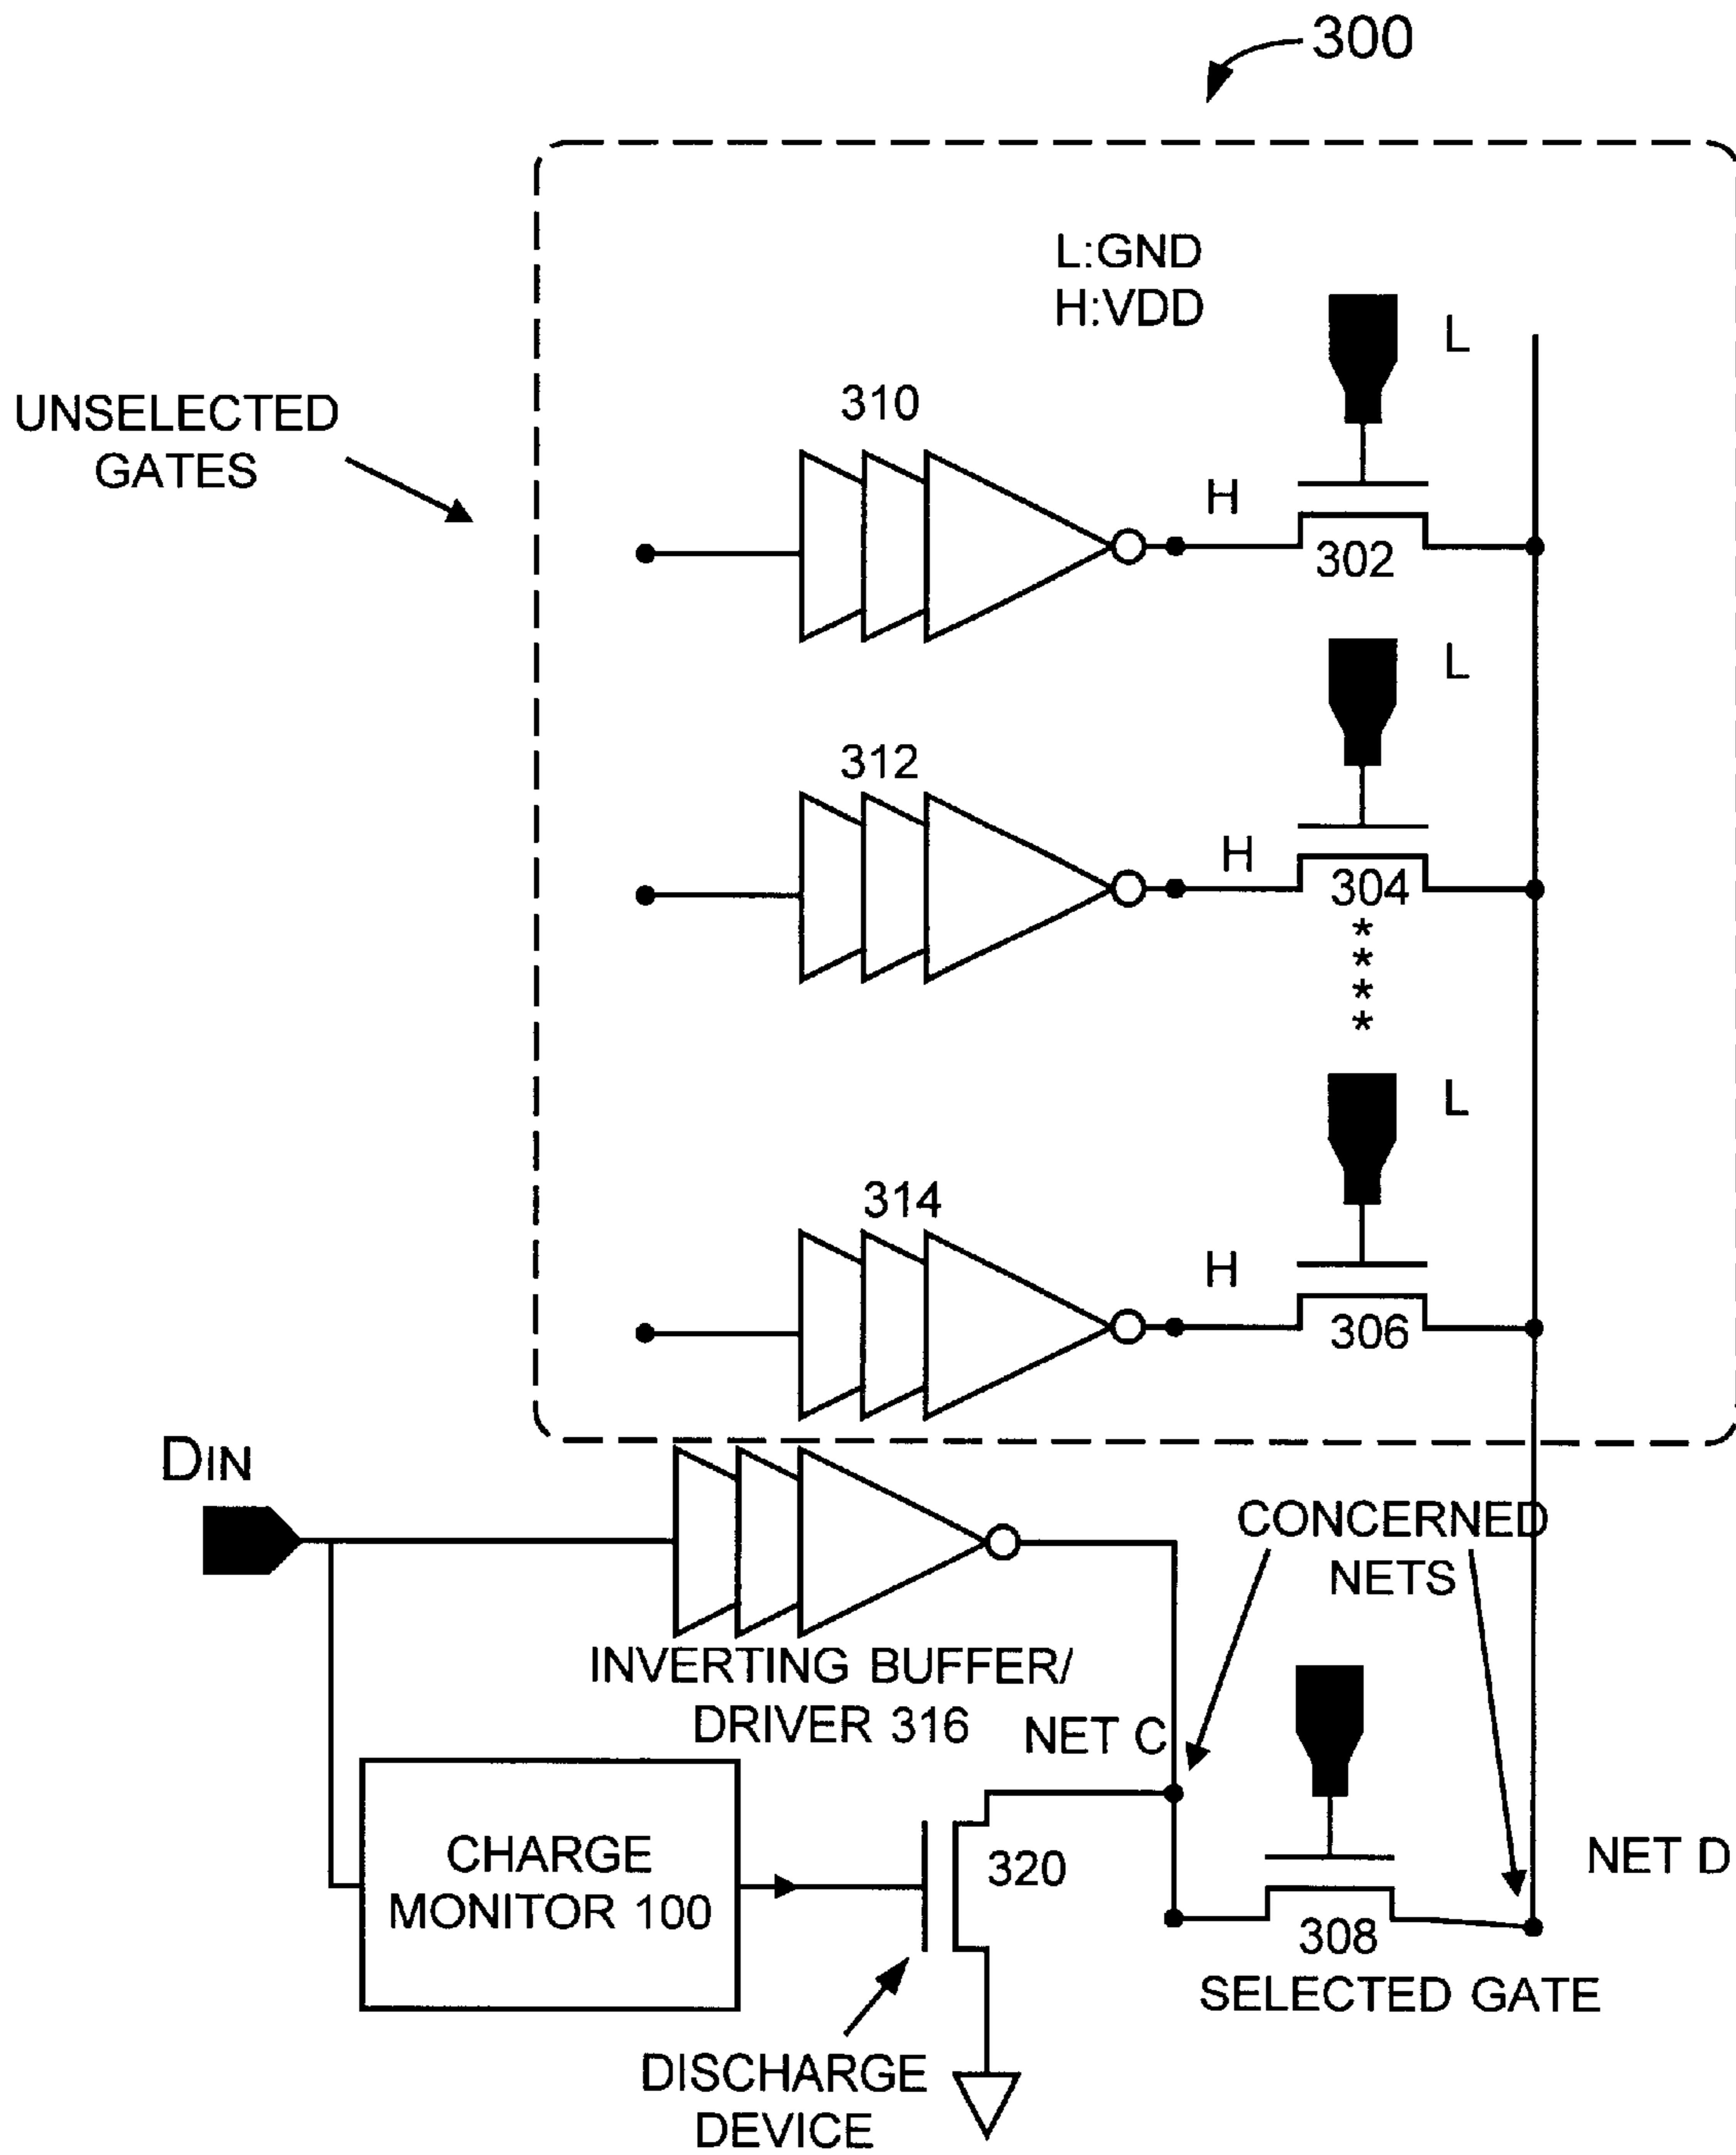 300
L:GND
H:VDD
L
UNSELECTED
GATES
310
H
302
L
312
H
304
****
L
314
H
306
DIN
CONCERNED
NETS
INVERTING BUFFER/
DRIVER 316
NET C
CHARGE
MONITOR 100
320
NET D
308
SELECTED GATE
DISCHARGE
DEVICE